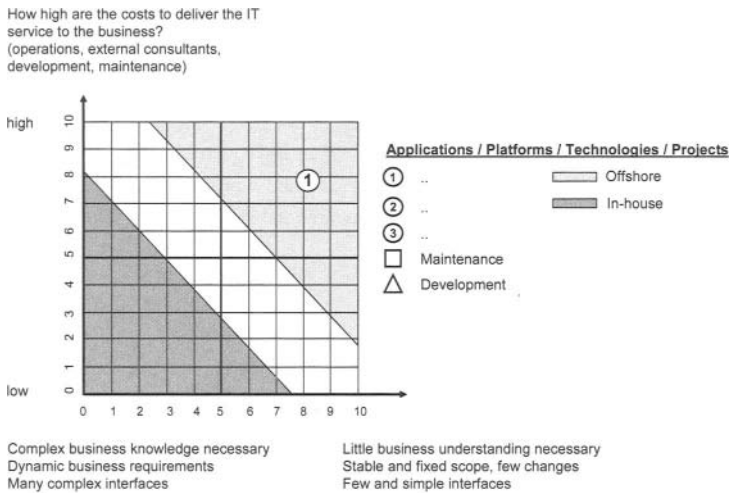 How high are the costs to deliver the IT
service to the business?
(operations, external consultants,
development, maintenance)
high
10
9
8
7
6
5
4
3
2
1
0
low
0 1 2 3 4 5 6 7 8 9 10
1
Applications / Platforms / Technologies / Projects
1 .. Offshore
2 .. In-house
3 ..
Maintenance
Development
Complex business knowledge necessary
Dynamic business requirements
Many complex interfaces
Little business understanding necessary
Stable and fixed scope, few changes
Few and simple interfaces